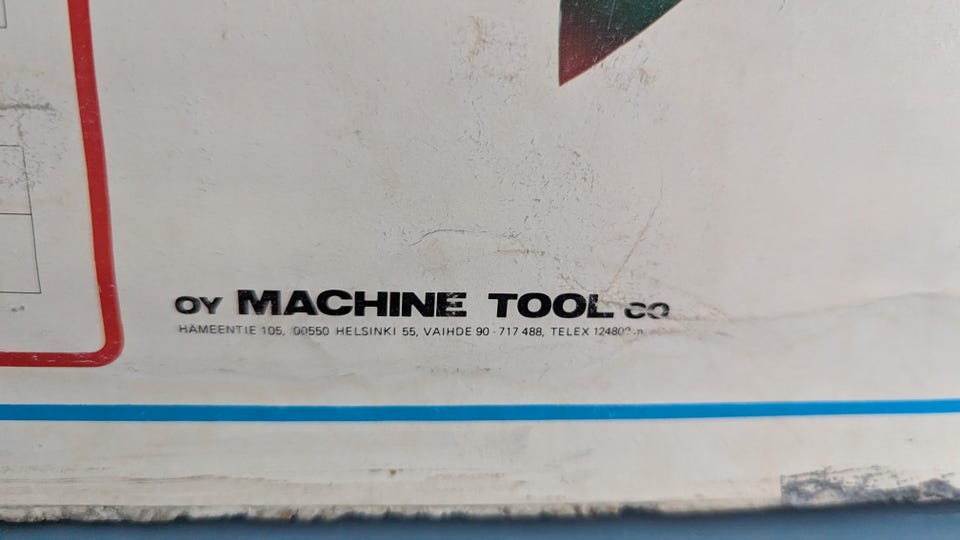 OY MACHINE TOOL CO
HÄMEENTIE 105, 00550 HELSINKI 55, VAIHDE 90 - 717 488, TELEX